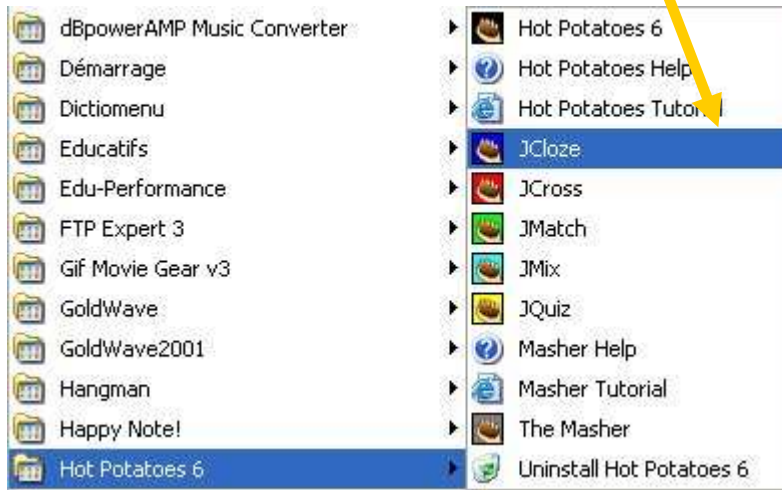 dBpowerAMP Music Converter
Démarrage
Dictiomenu
Educatifs
Edu-Performance
FTP Expert 3
Gif Movie Gear v3
GoldWave
GoldWave2001
Hangman
Happy Note!
Hot Potatoes 6
Hot Potatoes 6
Hot Potatoes Help
Hot Potatoes Tutorial
JCloze
JCross
JMatch
JMix
JQuiz
Masher Help
Masher Tutorial
The Masher
Uninstall Hot Potatoes 6